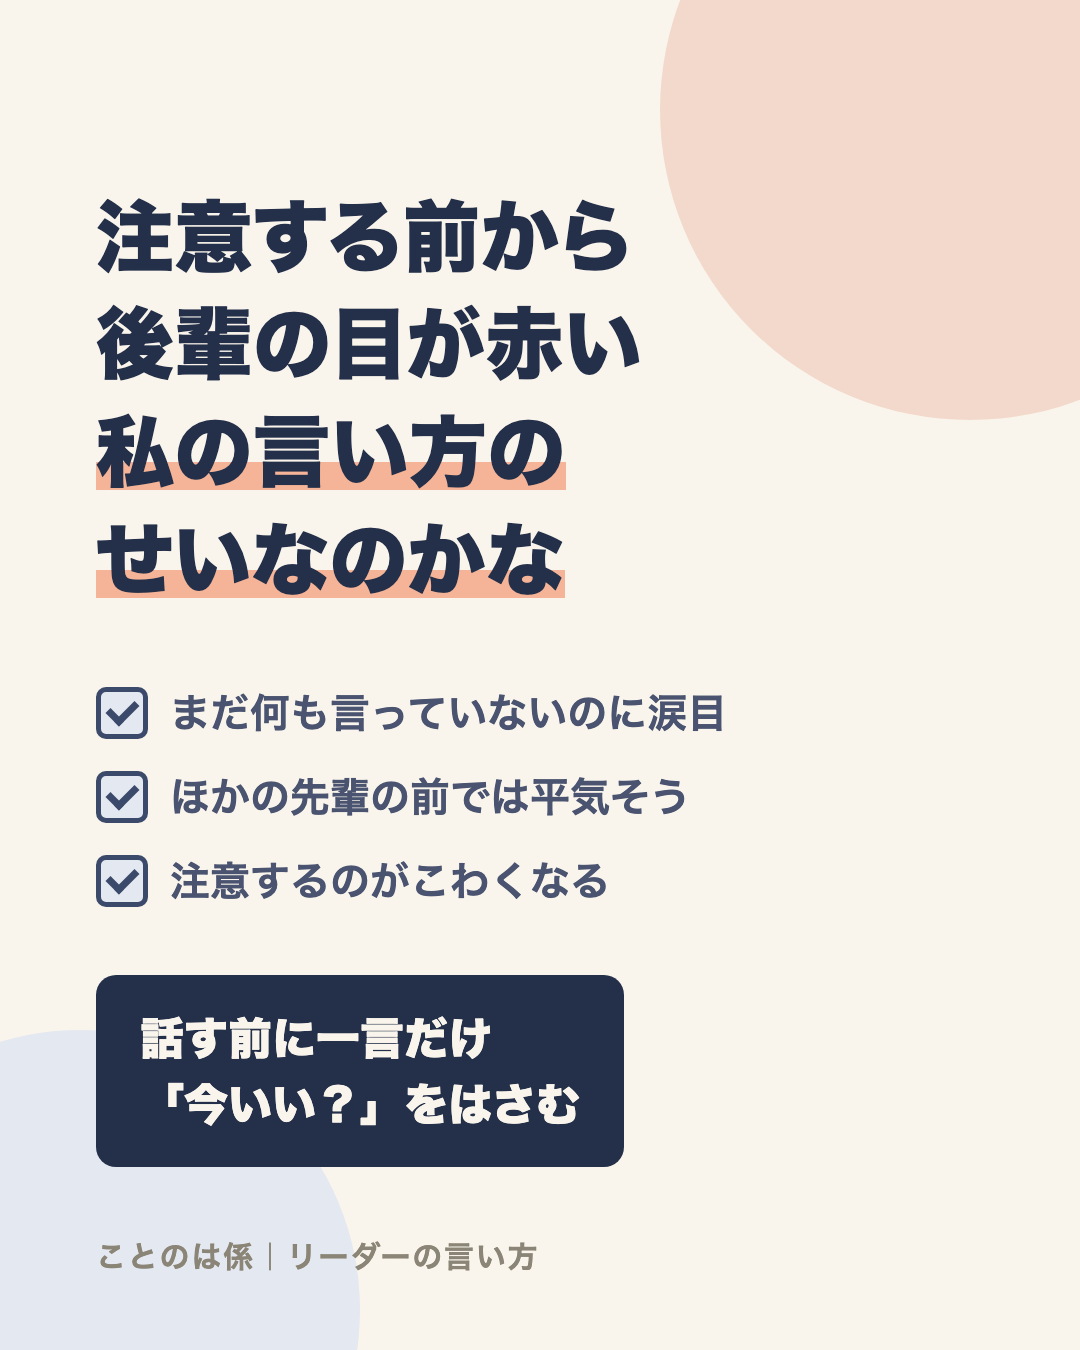 注意する前から
後輩の目が赤い
私の言い方の
せいなのかな
まだ何も言っていないのに涙目
ほかの先輩の前では平気そう
注意するのがこわくなる
話す前に一言だけ
「今いい？」をはさむ
ことのは係｜リーダーの言い方